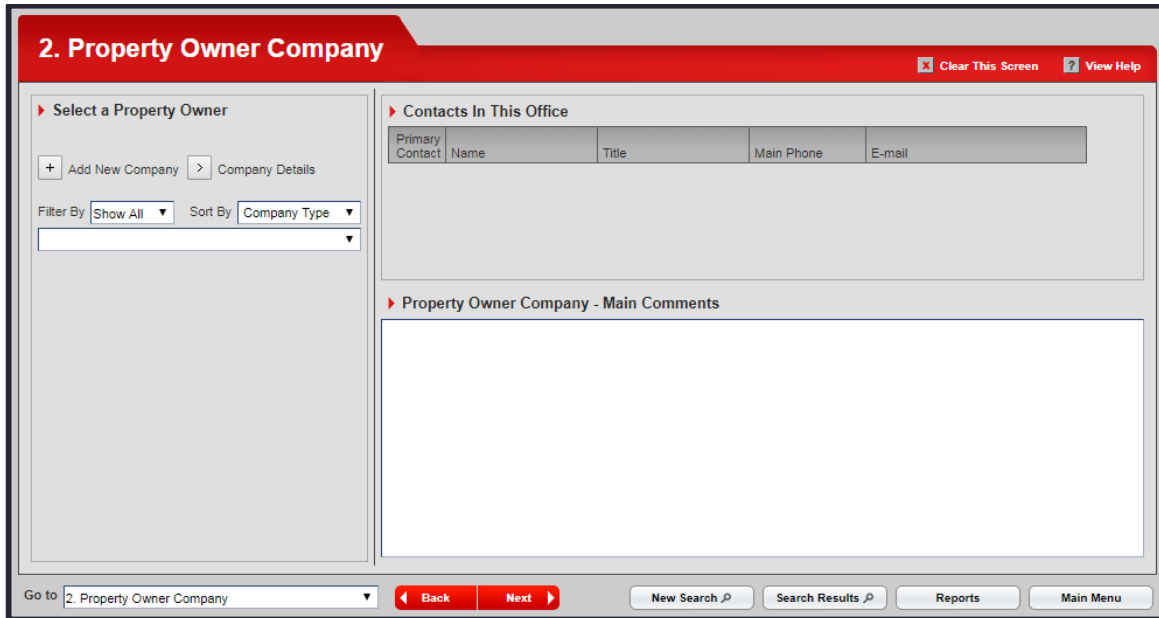 2. Property Owner Company
X Clear This Screen ? View Help
Select a Property Owner
+ Add New Company > Company Details
Filter By Show All ▼ Sort By Company Type ▼
▼
Contacts In This Office
Primary Contact Name Title Main Phone E-mail
Property Owner Company - Main Comments
Go to 2. Property Owner Company ▼ Back Next New Search Search Results Reports Main Menu